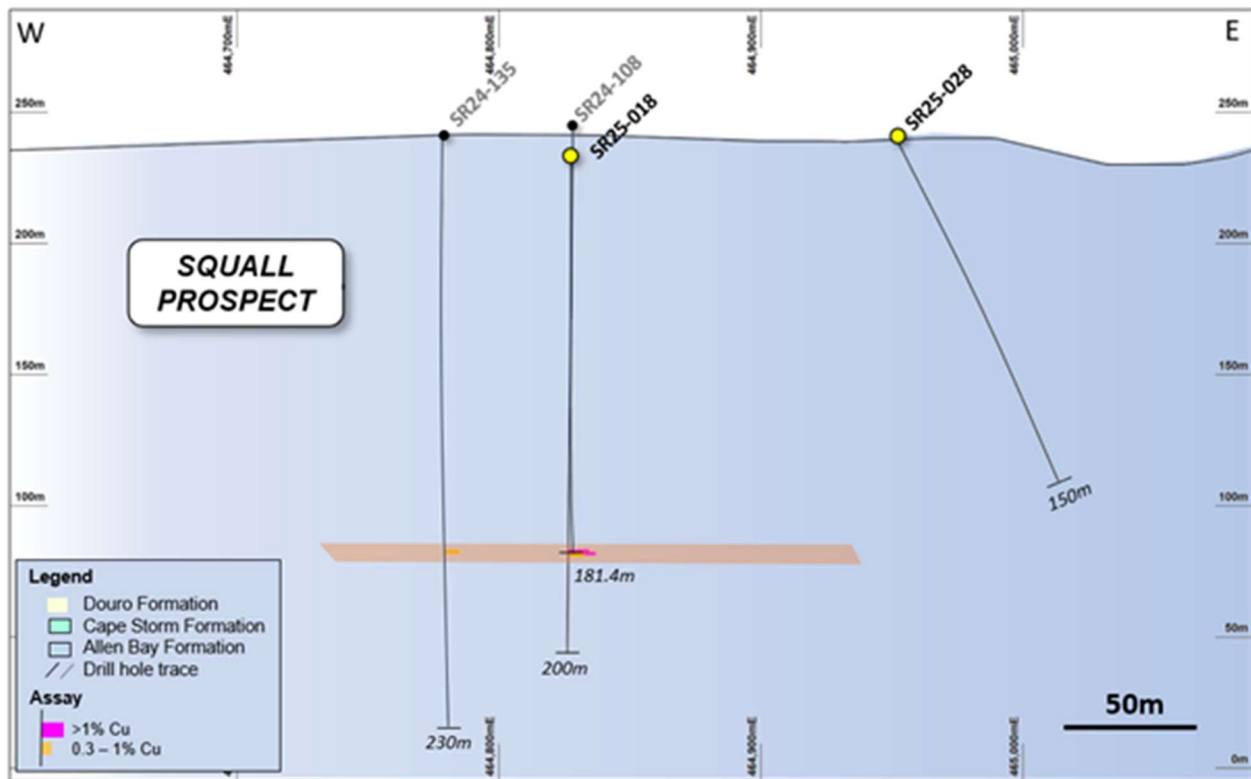 W
E
464,700mE
464,800mE
464,900mE
465,000mE
SR24-135
SR24-108
SR25-018
SR25-028
250m
250m
200m
200m
SQUALL
PROSPECT
150m
150m
100m
100m
150m
181.4m
200m
230m
Legend
Douro Formation
Cape Storm Formation
Allen Bay Formation
Drill hole trace
Assay
>1% Cu
0.3 – 1% Cu
50m
50m
464,800mE
464,900mE
465,000mE
0m